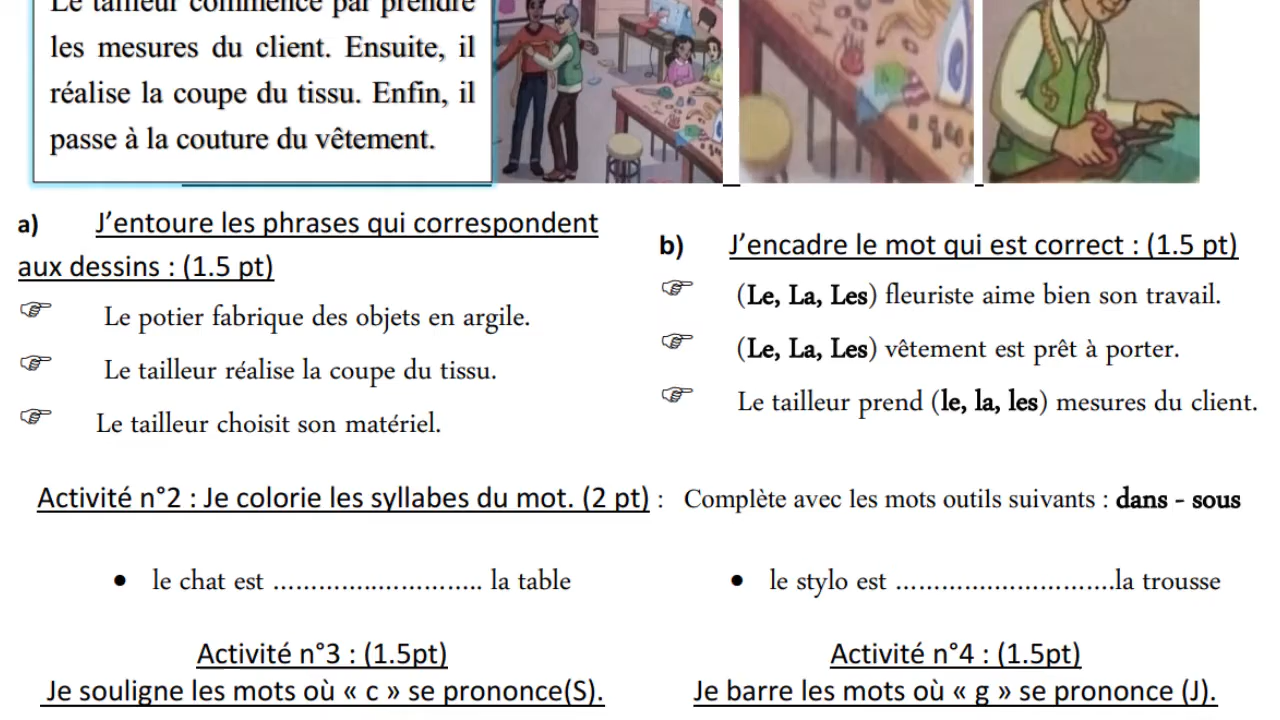 Le tailleur commence par prendre
les mesures du client. Ensuite, il
réalise la coupe du tissu. Enfin, il
passe à la couture du vêtement.
a) J’entoure les phrases qui correspondent
aux dessins : (1.5 pt)
Le potier fabrique des objets en argile.
Le tailleur réalise la coupe du tissu.
Le tailleur choisit son matériel.
b) J’encadre le mot qui est correct : (1.5 pt)
(Le, La, Les) fleuriste aime bien son travail.
(Le, La, Les) vêtement est prêt à porter.
Le tailleur prend (le, la, les) mesures du client.
Activité n°2 : Je colorie les syllabes du mot. (2 pt) : Complète avec les mots outils suivants : dans - sous
• le chat est ............................ la table
• le stylo est .............................la trousse
Activité n°3 : (1.5pt)
Je souligne les mots où « c » se prononce(S).
Activité n°4 : (1.5pt)
Je barre les mots où « g » se prononce (J).